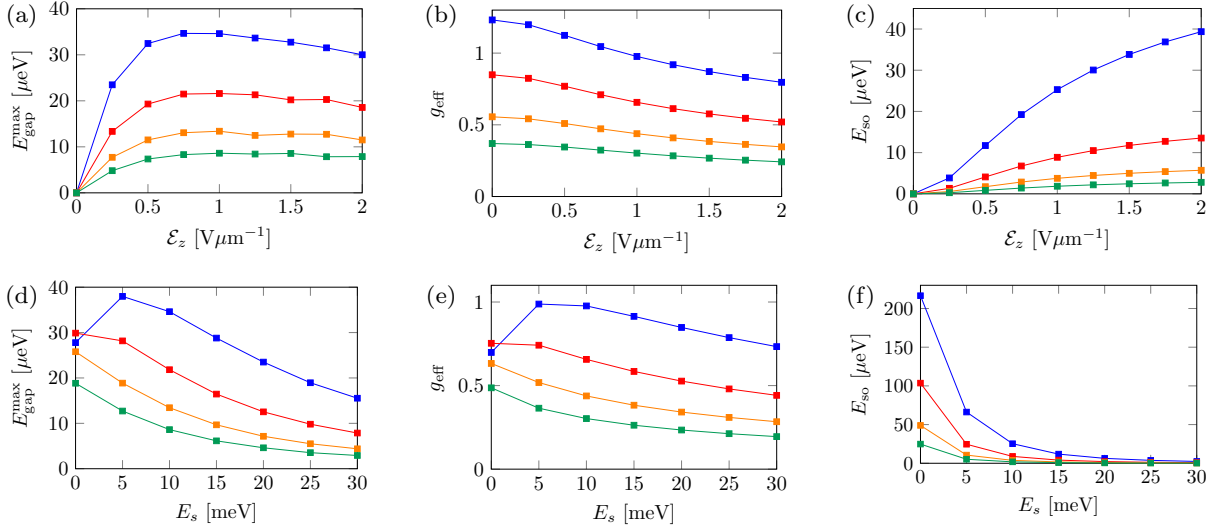 (a)
E_gap^max [μeV]
40
30
20
10
0
0 0.5 1 1.5 2
ℰ_z [Vμm⁻¹]
(b)
g_eff
1
0.5
0
0 0.5 1 1.5 2
ℰ_z [Vμm⁻¹]
(c)
E_so [μeV]
40
30
20
10
0
0 0.5 1 1.5 2
ℰ_z [Vμm⁻¹]
(d)
E_gap^max [μeV]
40
30
20
10
0
0 5 10 15 20 25 30
E_s [meV]
(e)
g_eff
1
0.5
0
0 5 10 15 20 25 30
E_s [meV]
(f)
E_so [μeV]
200
150
100
50
0
0 5 10 15 20 25 30
E_s [meV]